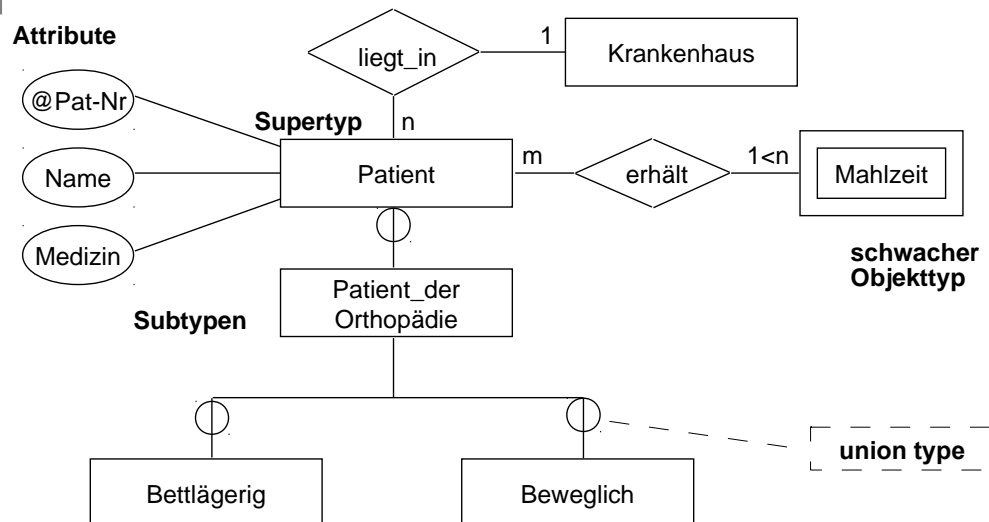 Attribute
liegt_in
1
Krankenhaus
@Pat-Nr
Supertyp
n
Name
Patient
m
erhält
1<n
Mahlzeit
Medizin
schwacher
Objekttyp
Subtypen
Patient_der
Orthopädie
union type
Bettlägerig
Beweglich